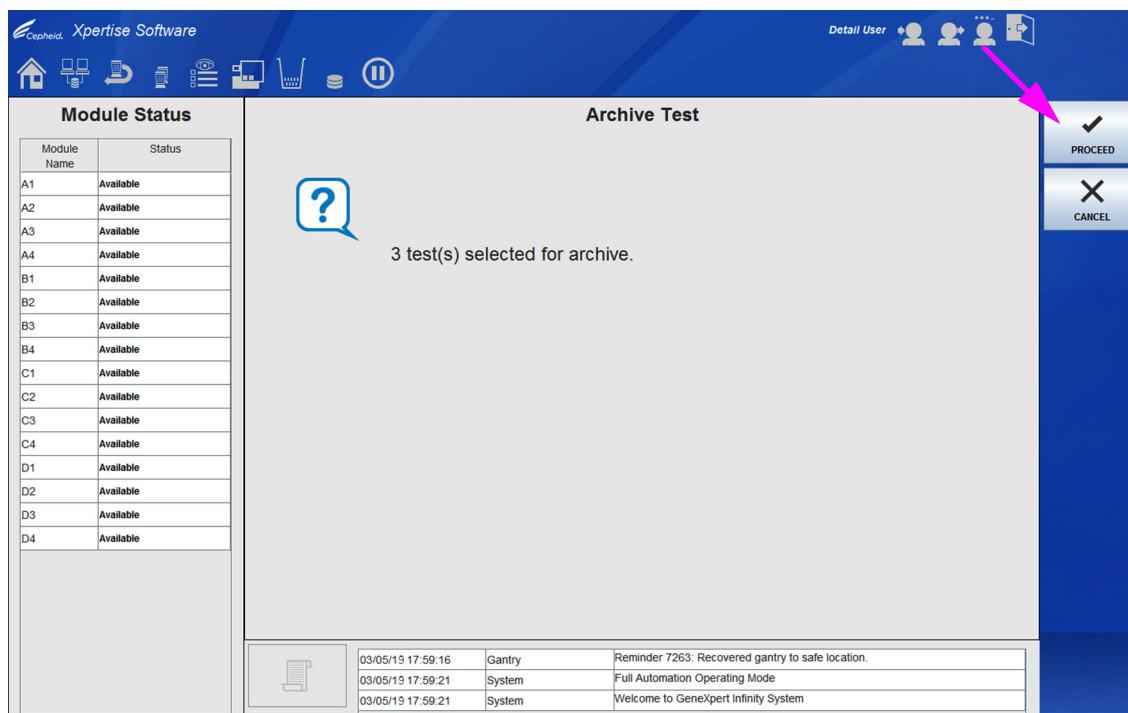 Cepheid. Xpertise Software
Detail User
Module Status
Module Name Status
A1 Available
A2 Available
A3 Available
A4 Available
B1 Available
B2 Available
B3 Available
B4 Available
C1 Available
C2 Available
C3 Available
C4 Available
D1 Available
D2 Available
D3 Available
D4 Available
Archive Test
?
3 test(s) selected for archive.
PROCEED
CANCEL
03/05/19 17:59:16 Gantry Reminder 7263: Recovered gantry to safe location.
03/05/19 17:59:21 System Full Automation Operating Mode
03/05/19 17:59:21 System Welcome to GeneXpert Infinity System